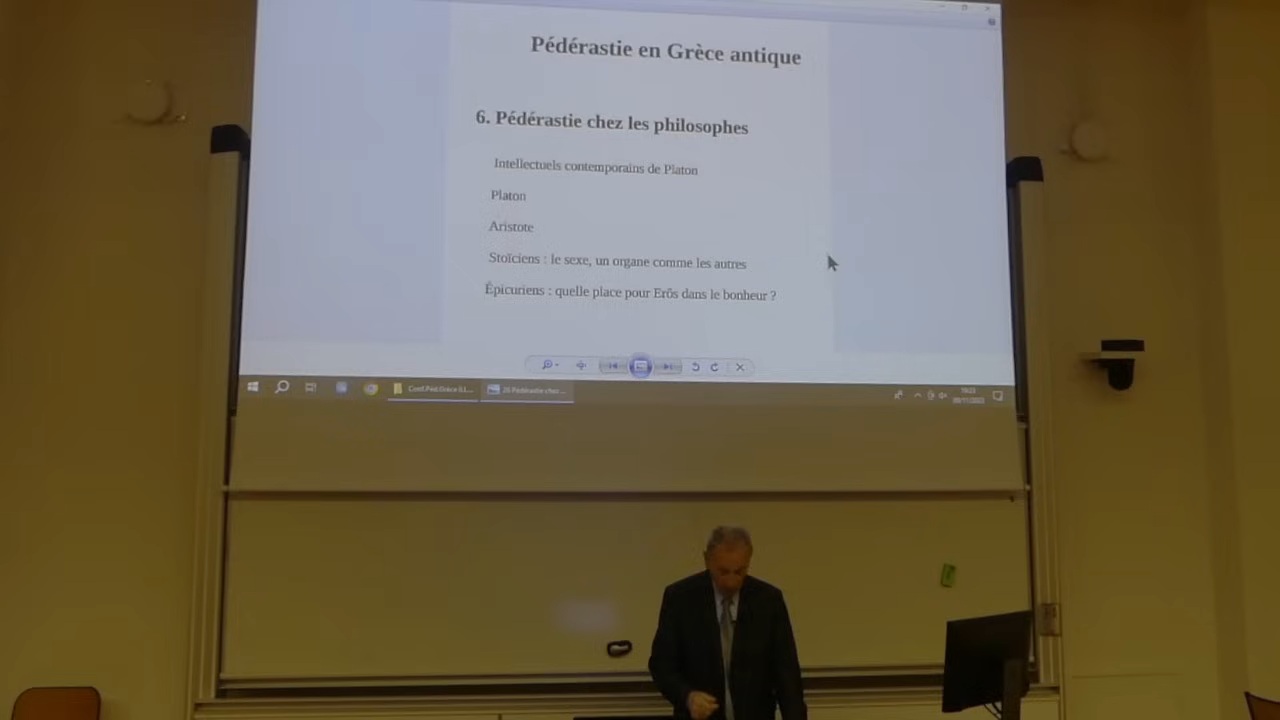 Pédérastie en Grèce antique
6. Pédérastie chez les philosophes
Intellectuels contemporains de Platon
Platon
Aristote
Stoïciens : le sexe, un organe comme les autres
Épicuriens : quelle place pour Erôs dans le bonheur ?